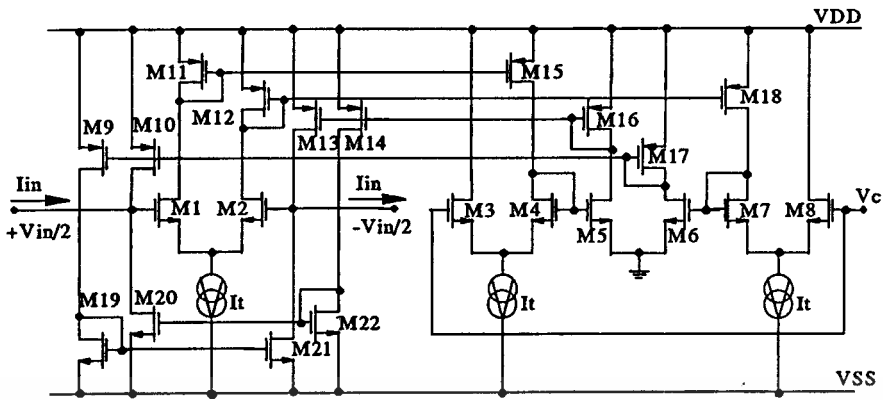 VDD
M11
M15
M12
M18
M9
M10
M13
M14
M16
M17
Iin
Iin
M1
M2
M3
M4
M5
M6
M7
M8
Vc
+Vin/2
-Vin/2
It
It
It
M19
M20
M21
M22
VSS